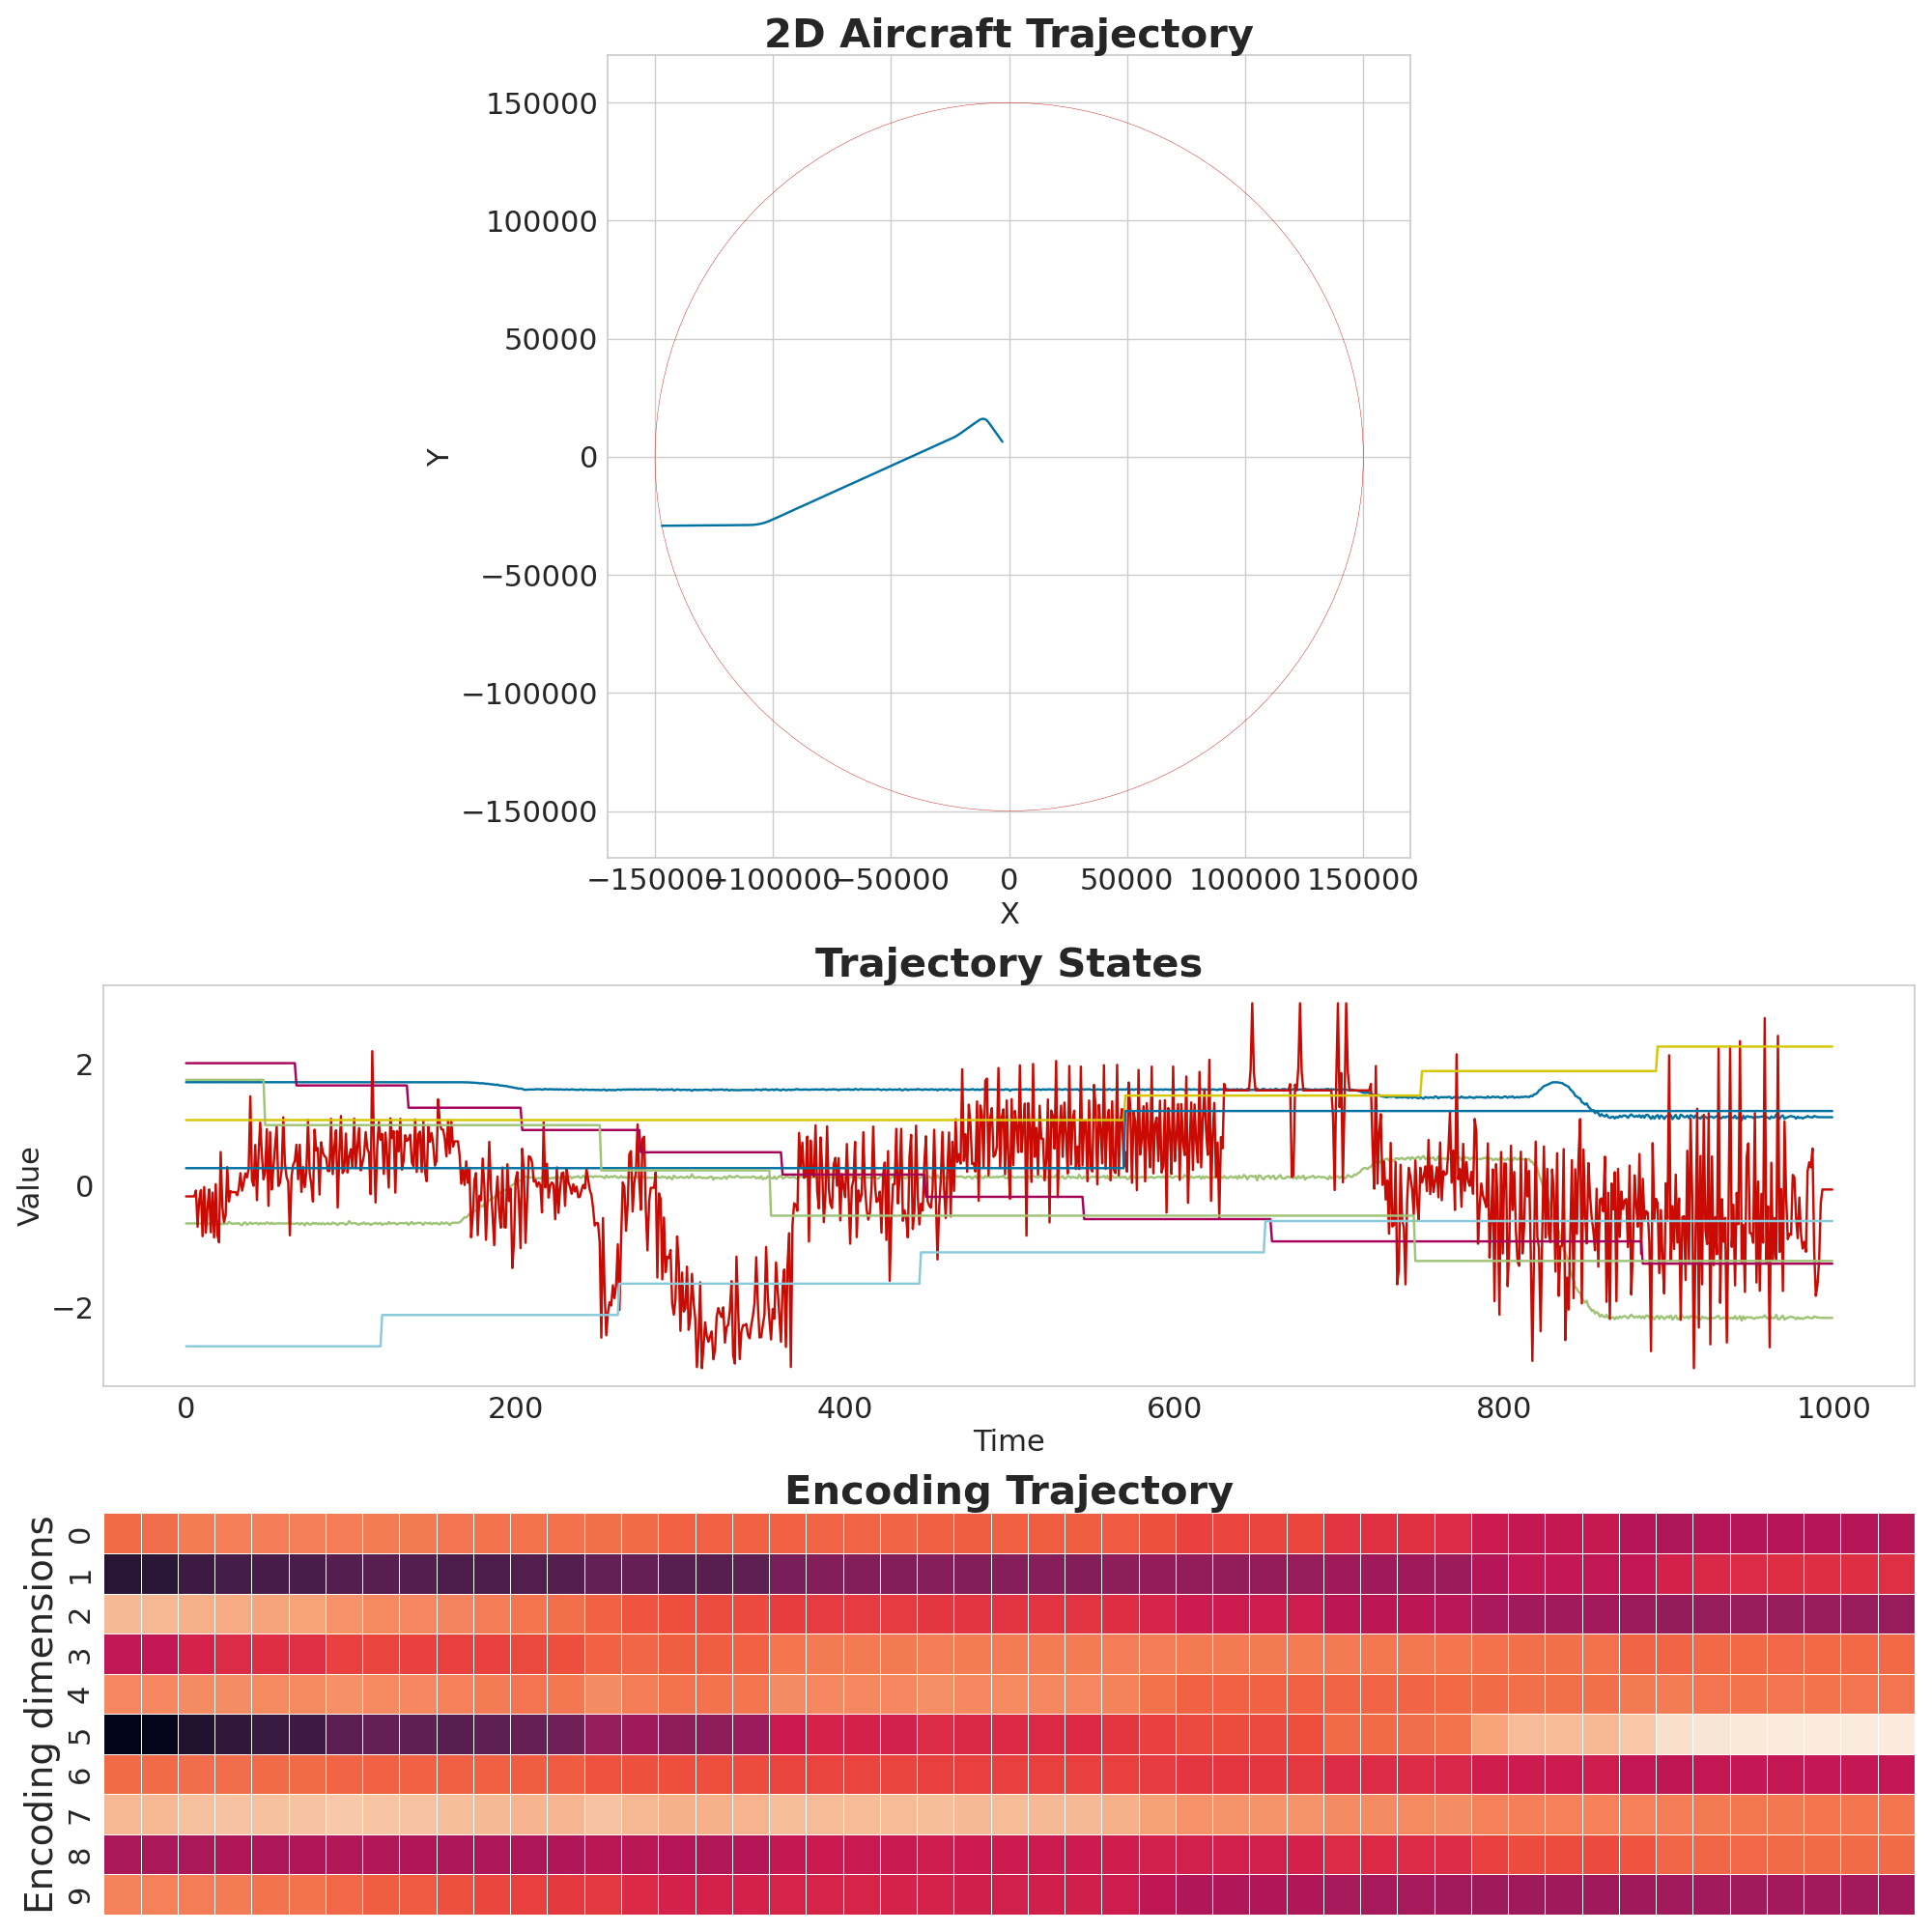 2D Aircraft Trajectory
150000
100000
50000
0
−50000
−100000
−150000
Y
−150000 −100000 −50000 0 50000 100000 150000
X
Trajectory States
2
0
−2
Value
0 200 400 600 800 1000
Time
Encoding Trajectory
Encoding dimensions
0
1
2
3
4
5
6
7
8
9